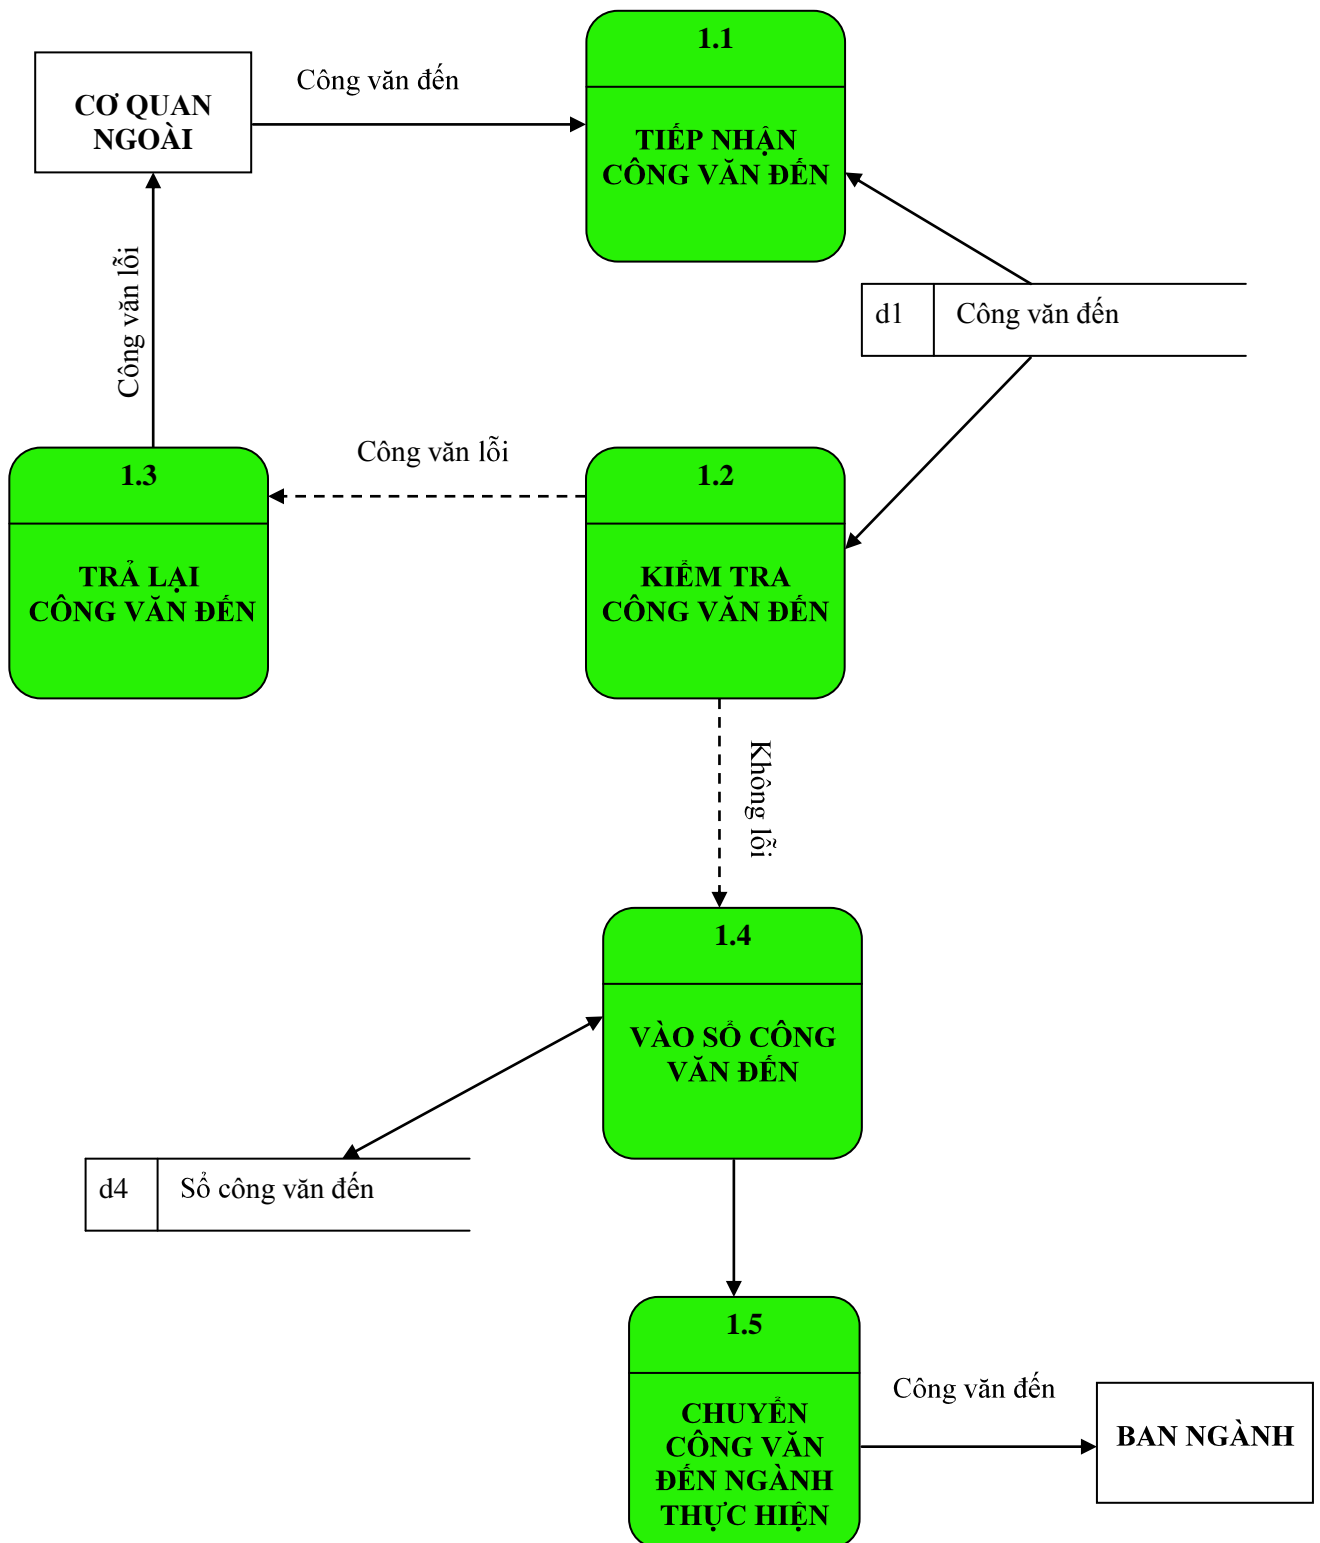 1.1
CƠ QUAN
NGOÀI
Công văn đến
TIẾP NHẬN
CÔNG VĂN ĐẾN
Công văn lỗi
d1
Công văn đến
1.3
Công văn lỗi
1.2
TRẢ LẠI
CÔNG VĂN ĐẾN
KIỂM TRA
CÔNG VĂN ĐẾN
Không lỗi
1.4
VÀO SỔ CÔNG
VĂN ĐẾN
d4
Sổ công văn đến
1.5
CHUYỂN
CÔNG VĂN
ĐẾN NGÀNH
THỰC HIỆN
Công văn đến
BAN NGÀNH